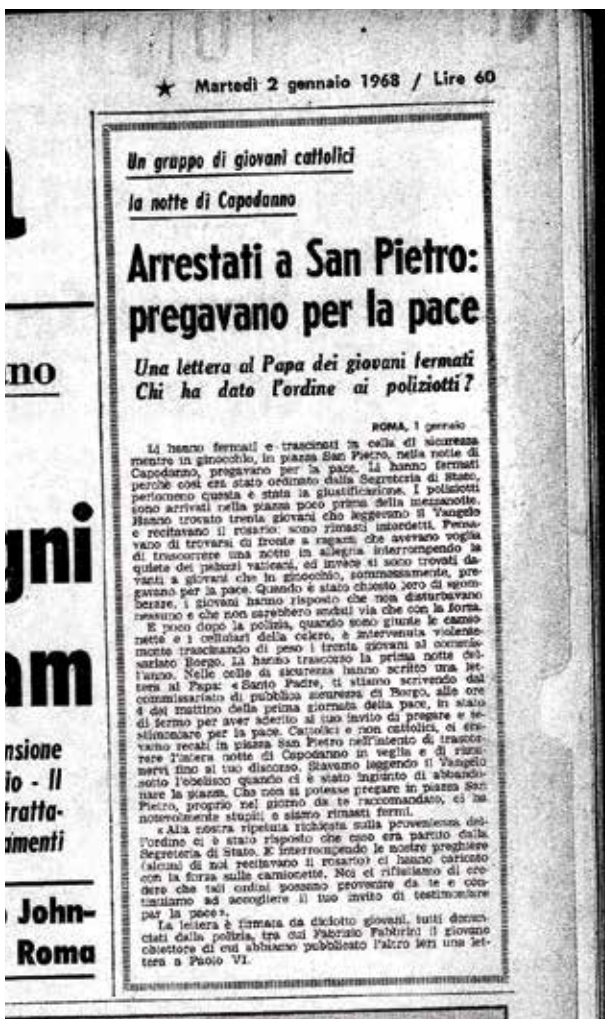 ★ Martedì 2 gennaio 1968 / Lire 60
Un gruppo di giovani cattolici
la notte di Capodanno
Arrestati a San Pietro:
pregavano per la pace
Una lettera al Papa dei giovani fermati
Chi ha dato l'ordine ai poliziotti?
ROMA, 1 gennaio
Li hanno fermati e trascinati in cella di sicurezza
mentre in ginocchio, in piazza San Pietro, nella notte di
Capodanno, pregavano per la pace. Li hanno fermati
perché così era stato ordinato dalla Segreteria di Stato,
perlomeno questa è stata la giustificazione. I poliziotti
sono arrivati nella piazza poco prima della mezzanotte.
Hanno trovato trenta giovani che leggevano il Vangelo
e recitavano il rosario: sono rimasti interdetti. Pensa-
vano di trovarsi di fronte a ragazzi che avevano voglia
di trascorrere una notte in allegria interrompendo la
quiete dei palazzi vaticani, ed invece si sono trovati da-
vanti a giovani che in ginocchio, sommessamente, pre-
gavano per la pace. Quando è stato chiesto loro di sgom-
berare, i giovani hanno risposto che non disturbavano
nessuno e che non sarebbero andati via che con la forza.
E poco dopo la polizia, quando sono giunte le camio-
nette e i cellulari della celere, è intervenuta violente-
mente trascinando di peso i trenta giovani al commis-
sariato Borgo. Li hanno trascorso la prima notte del-
l'anno. Nelle celle di sicurezza hanno scritto una let-
tera al Papa: « Santo Padre, ti stiamo scrivendo dal
commissariato di pubblica sicurezza di Borgo, alle ore
4 del mattino della prima giornata della pace, in stato
di fermo per aver aderito al tuo invito di pregare e te-
stimoniare per la pace. Cattolici e non cattolici, ci era-
vamo recati in piazza San Pietro nell'intento di trascor-
rere l'intera notte di Capodanno in veglia e di rima-
nervi fino al tuo discorso. Stavamo leggendo il Vangelo
sotto l'obelisco quando ci è stato ingiunto di abbando-
nare la piazza. Che non si potesse pregare in piazza San
Pietro, proprio nel giorno da te raccomandato, ci ha
notevolmente stupiti e siamo rimasti fermi.
« Alla nostra ripetuta richiesta sulla provenienza del-
l'ordine ci è stato risposto che esso era partito dalla
Segreteria di Stato. E interrompendo le nostre preghiere
(alcuni di noi recitavano il rosario) ci hanno caricato
con la forza sulle camionette. Noi ci rifiutiamo di cre-
dere che tali ordini possano provenire da te e con-
tinuiamo ad accogliere il tuo invito di testimoniare
per la pace ».
La lettera è firmata da diciotto giovani, tutti denun-
ciati dalla polizia, tra cui Fabrizio Fabbrini il giovane
obiettore di cui abbiamo pubblicato l'altro ieri una let-
tera a Paolo VI.
no
gni
am
nsione
io - Il
tratta-
amenti
John-
Roma